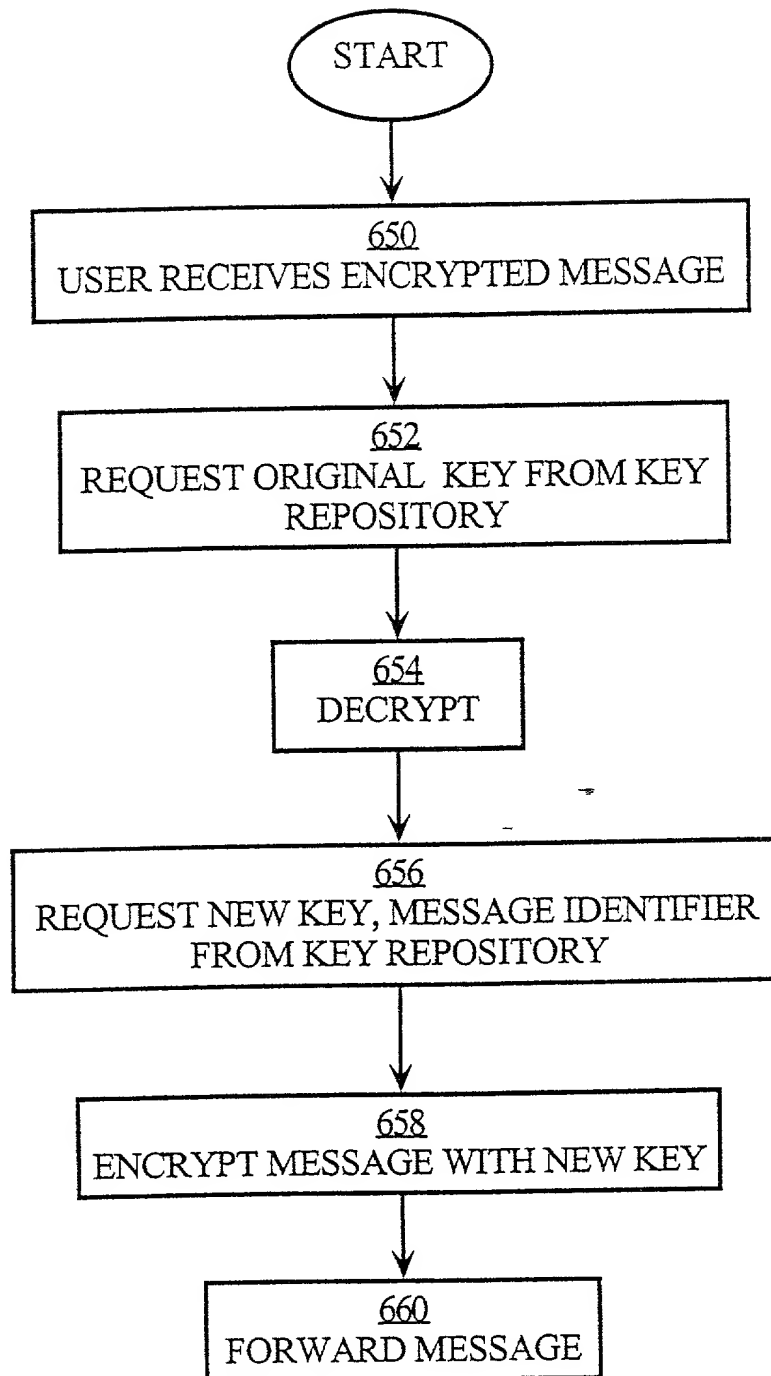 START
650
USER RECEIVES ENCRYPTED MESSAGE
652
REQUEST ORIGINAL KEY FROM KEY
REPOSITORY
654
DECRYPT
656
REQUEST NEW KEY, MESSAGE IDENTIFIER
FROM KEY REPOSITORY
658
ENCRYPT MESSAGE WITH NEW KEY
660
FORWARD MESSAGE